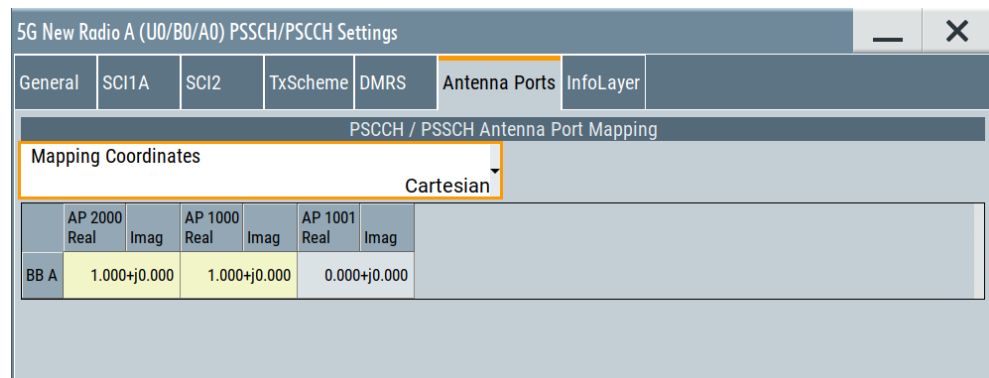 5G New Radio A (U0/B0/A0) PSSCH/PSCCH Settings
General SCI1A SCI2 TxScheme DMRS Antenna Ports InfoLayer
PSCCH / PSSCH Antenna Port Mapping
Mapping Coordinates
Cartesian
AP 2000 AP 1000 AP 1001
Real Imag Real Imag Real Imag
BB A 1.000+j0.000 1.000+j0.000 0.000+j0.000